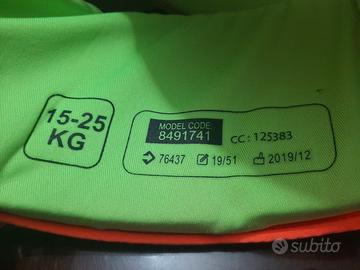 15-25
KG
MODEL CODE:
8491741
CC: 125383
76437
19/51
2019/12
subito